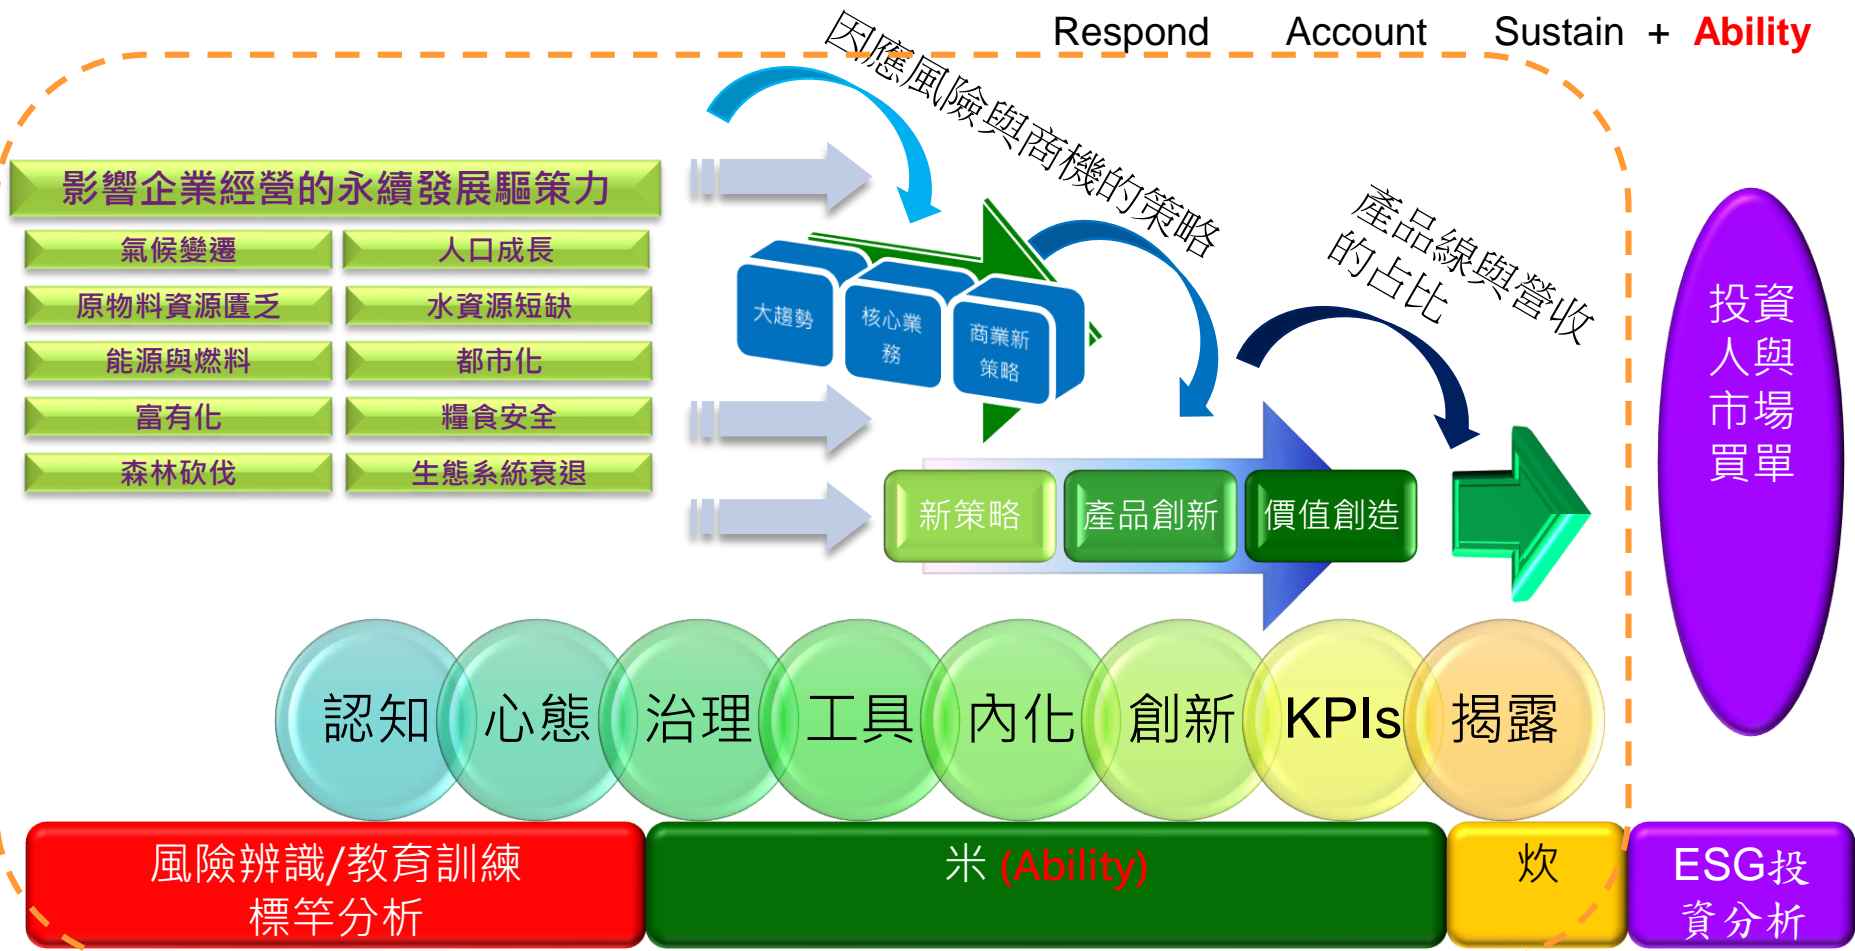 Respond Account Sustain + Ability
因應風險與商機的策略
產品線與營收
的占比
影響企業經營的永續發展驅策力
氣候變遷
人口成長
原物料資源匱乏
水資源短缺
能源與燃料
都市化
富有化
糧食安全
森林砍伐
生態系統衰退
大趨勢
核心業
務
商業新
策略
新策略
產品創新
價值創造
投資
人與
市場
買單
認知
心態
治理
工具
內化
創新
KPIs
揭露
風險辨識/教育訓練
標竿分析
米 (Ability)
炊
ESG投
資分析